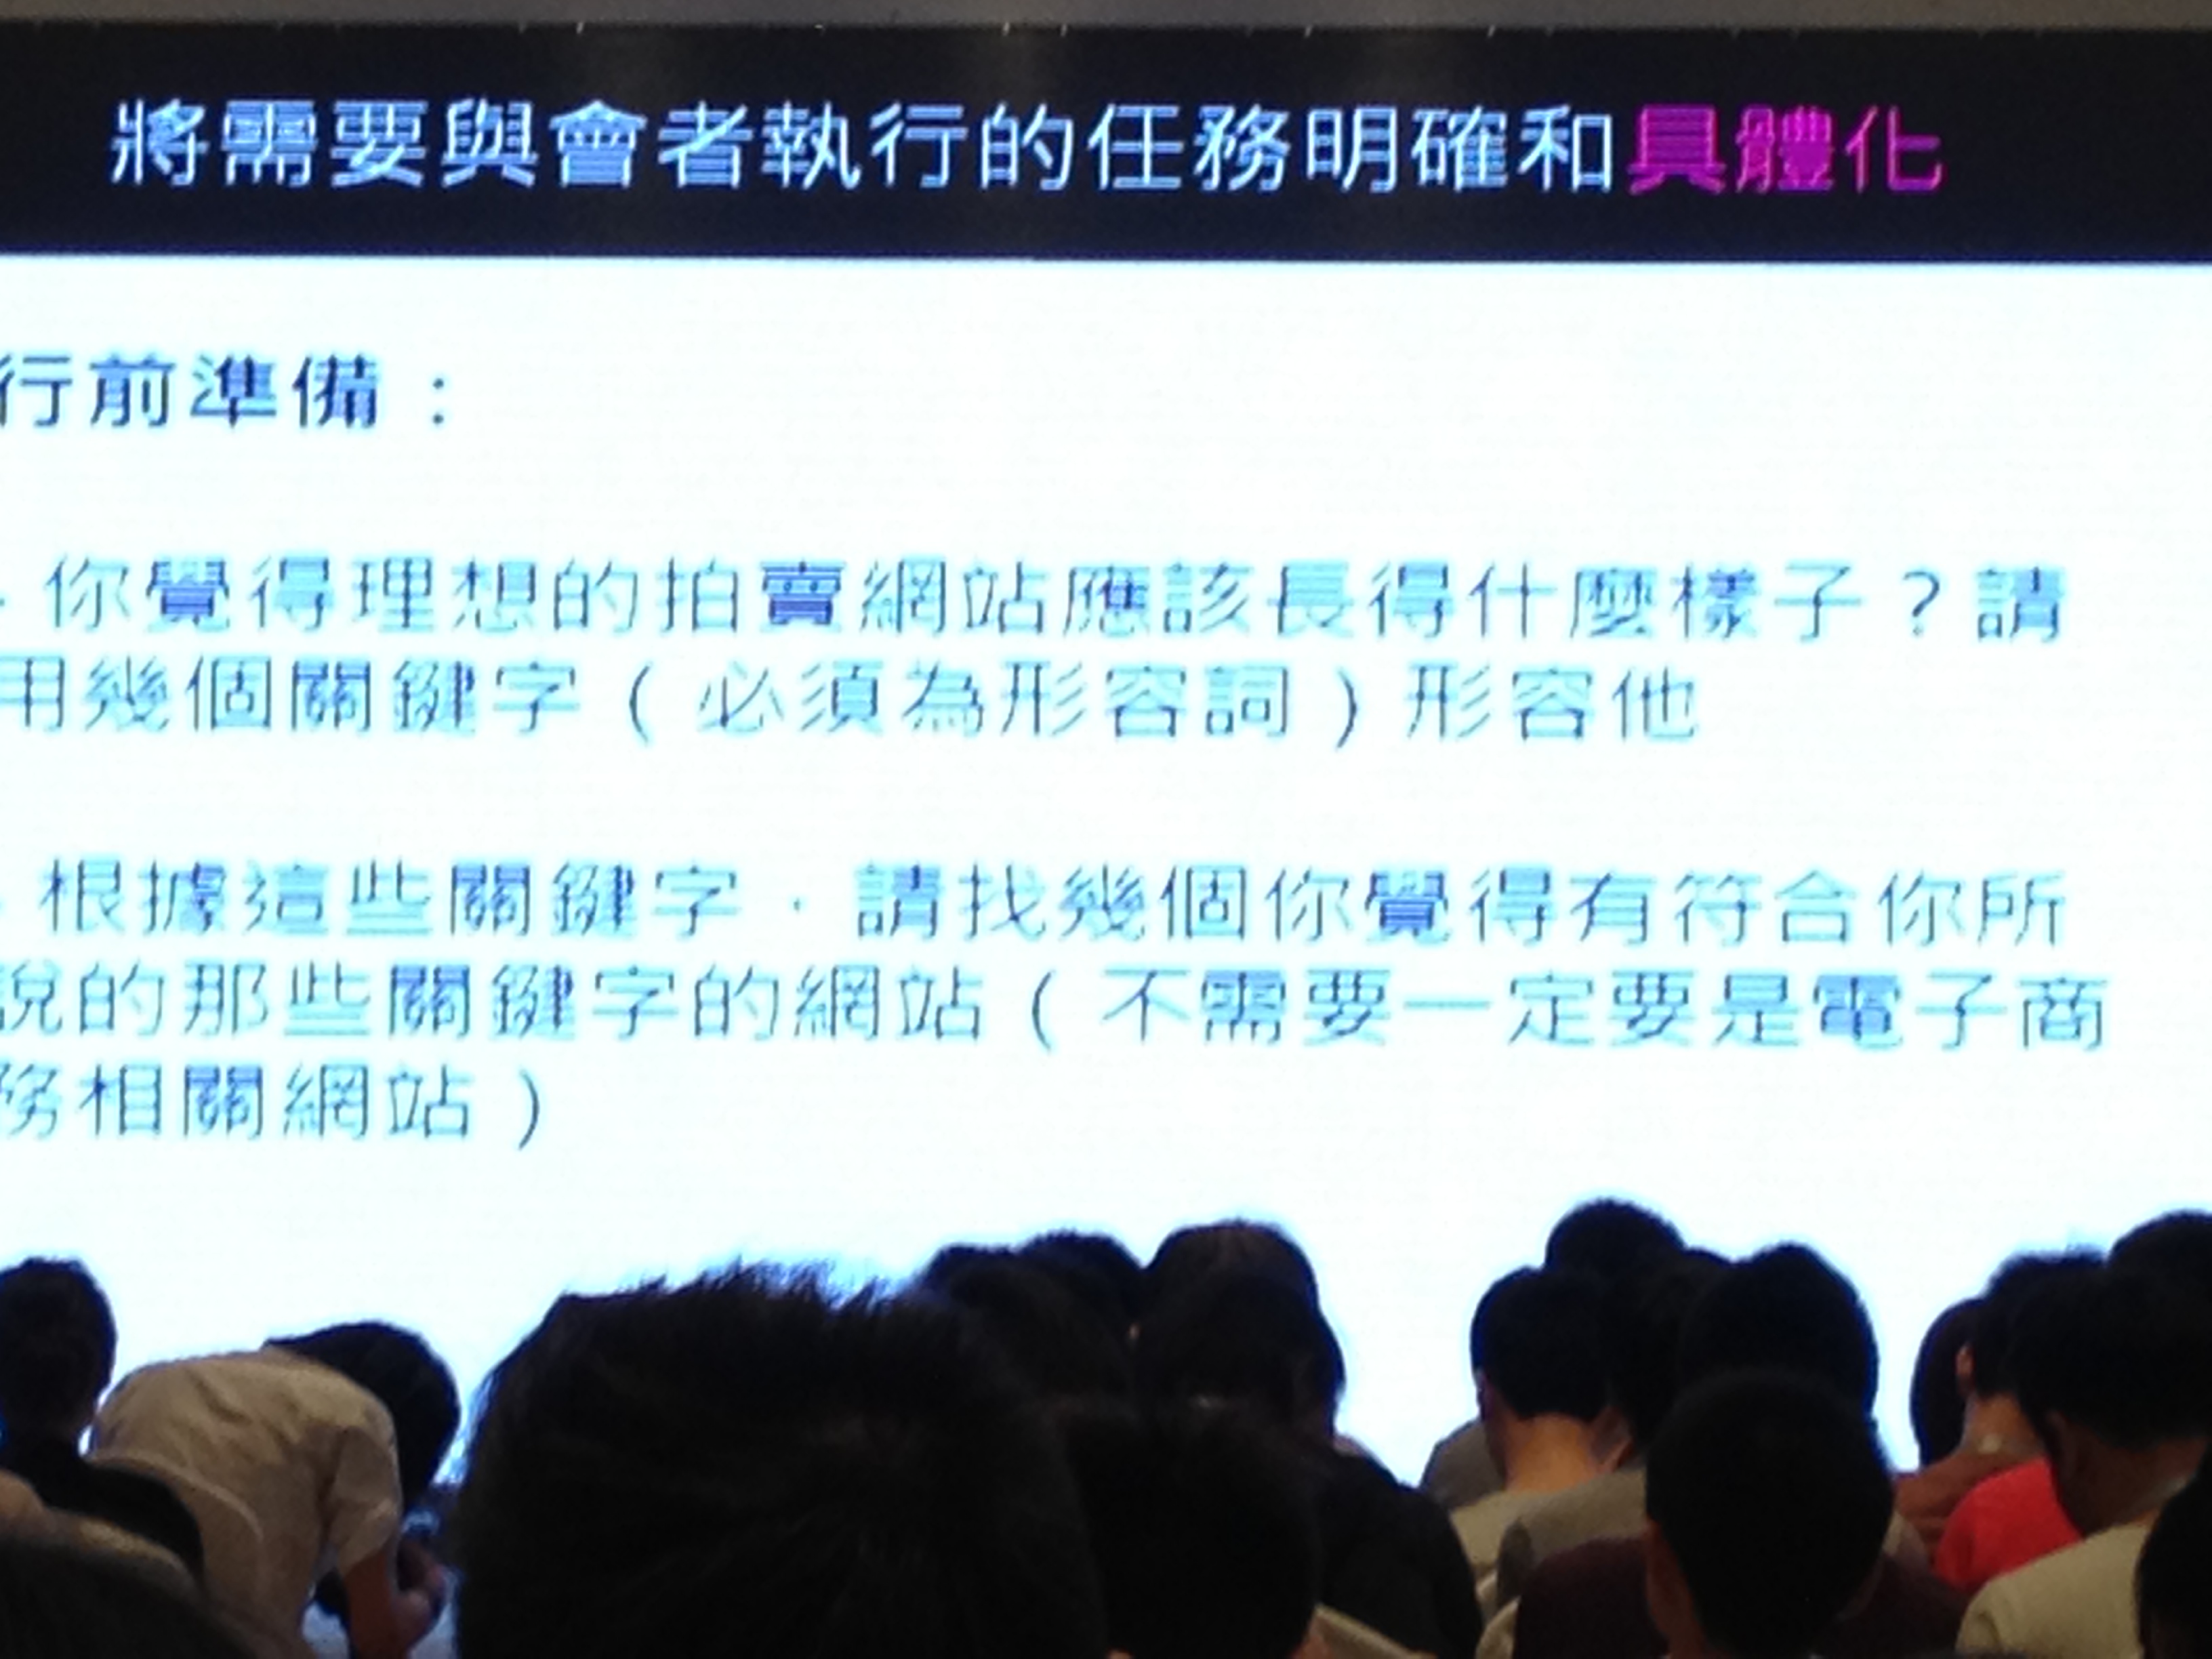 將需要與會者執行的任務明確和具體化
行前準備：
你覺得理想的拍賣網站應該長得什麼樣子？請
用幾個關鍵字（必須為形容詞）形容他
根據這些關鍵字，請找幾個你覺得有符合你所
說的那些關鍵字的網站（不需要一定要是電子商
務相關網站）